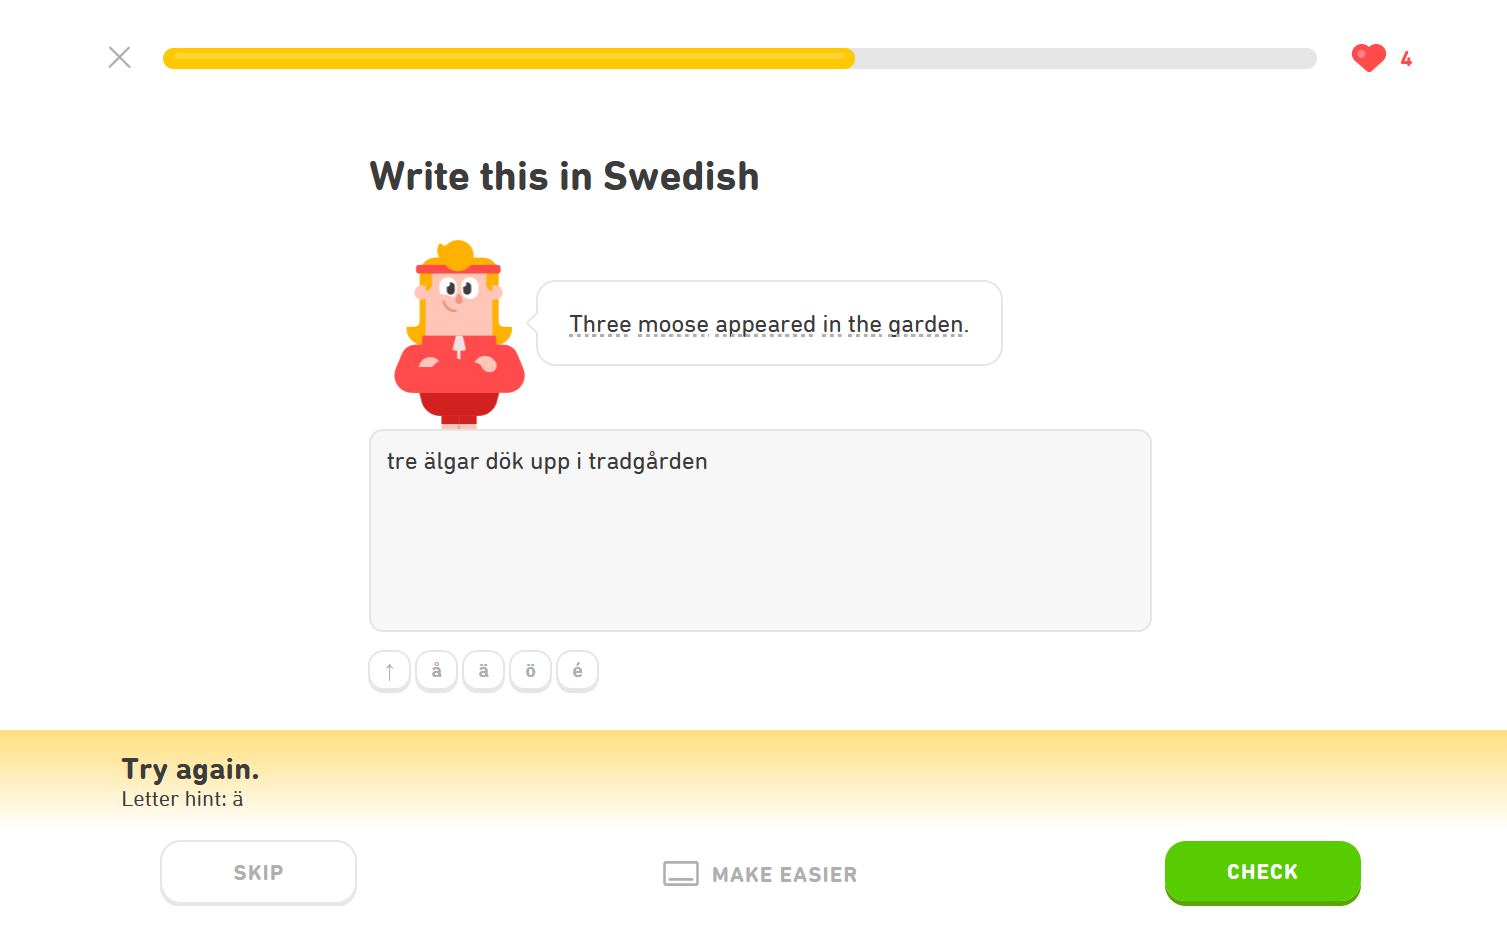 4
Write this in Swedish
Three moose appeared in the garden.
tre älgar dök upp i tradgården
↑ å ä ö é
Try again.
Letter hint: ä
SKIP
MAKE EASIER
CHECK